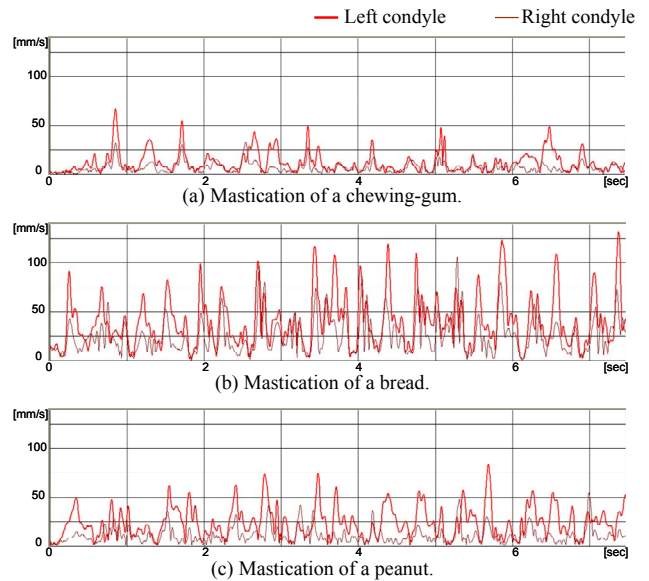 Left condyle Right condyle
[mm/s]
100
50
0
0 2 4 6 [sec]
(a) Mastication of a chewing-gum.
[mm/s]
100
50
0
0 2 4 6 [sec]
(b) Mastication of a bread.
[mm/s]
100
50
0
0 2 4 6 [sec]
(c) Mastication of a peanut.